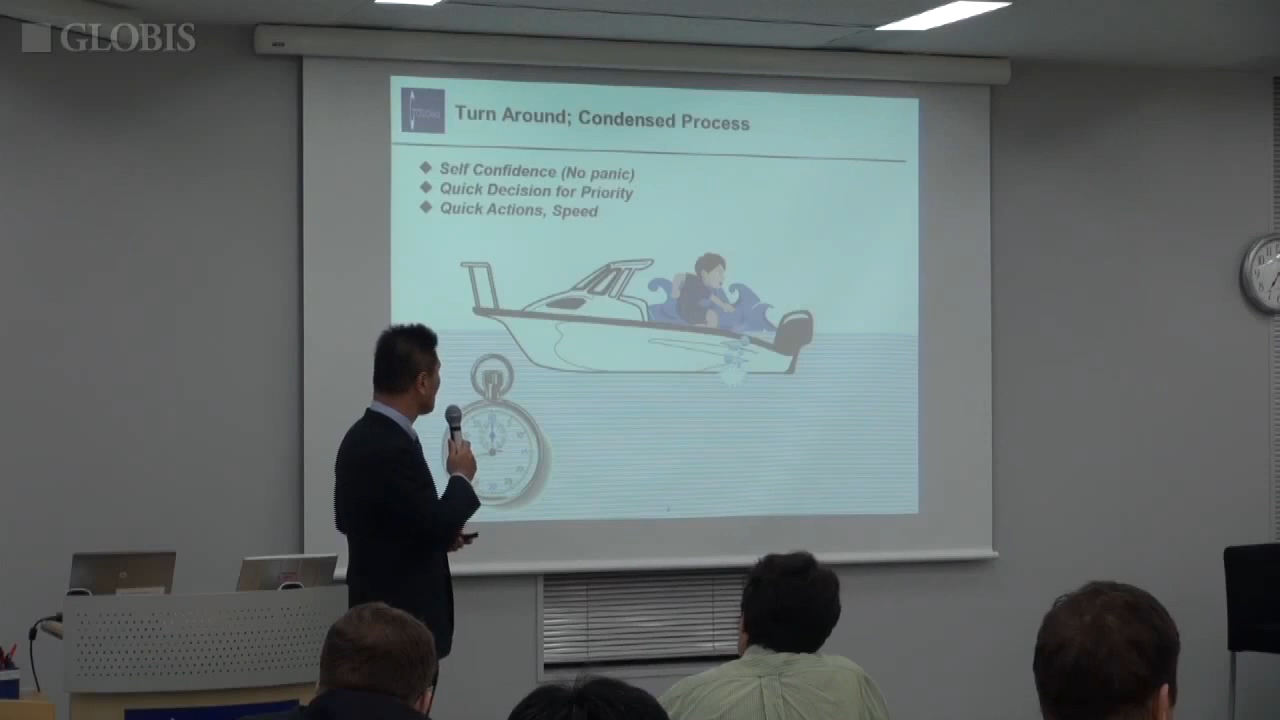 GLOBIS
Turn Around; Condensed Process
Self Confidence (No panic)
Quick Decision for Priority
Quick Actions, Speed